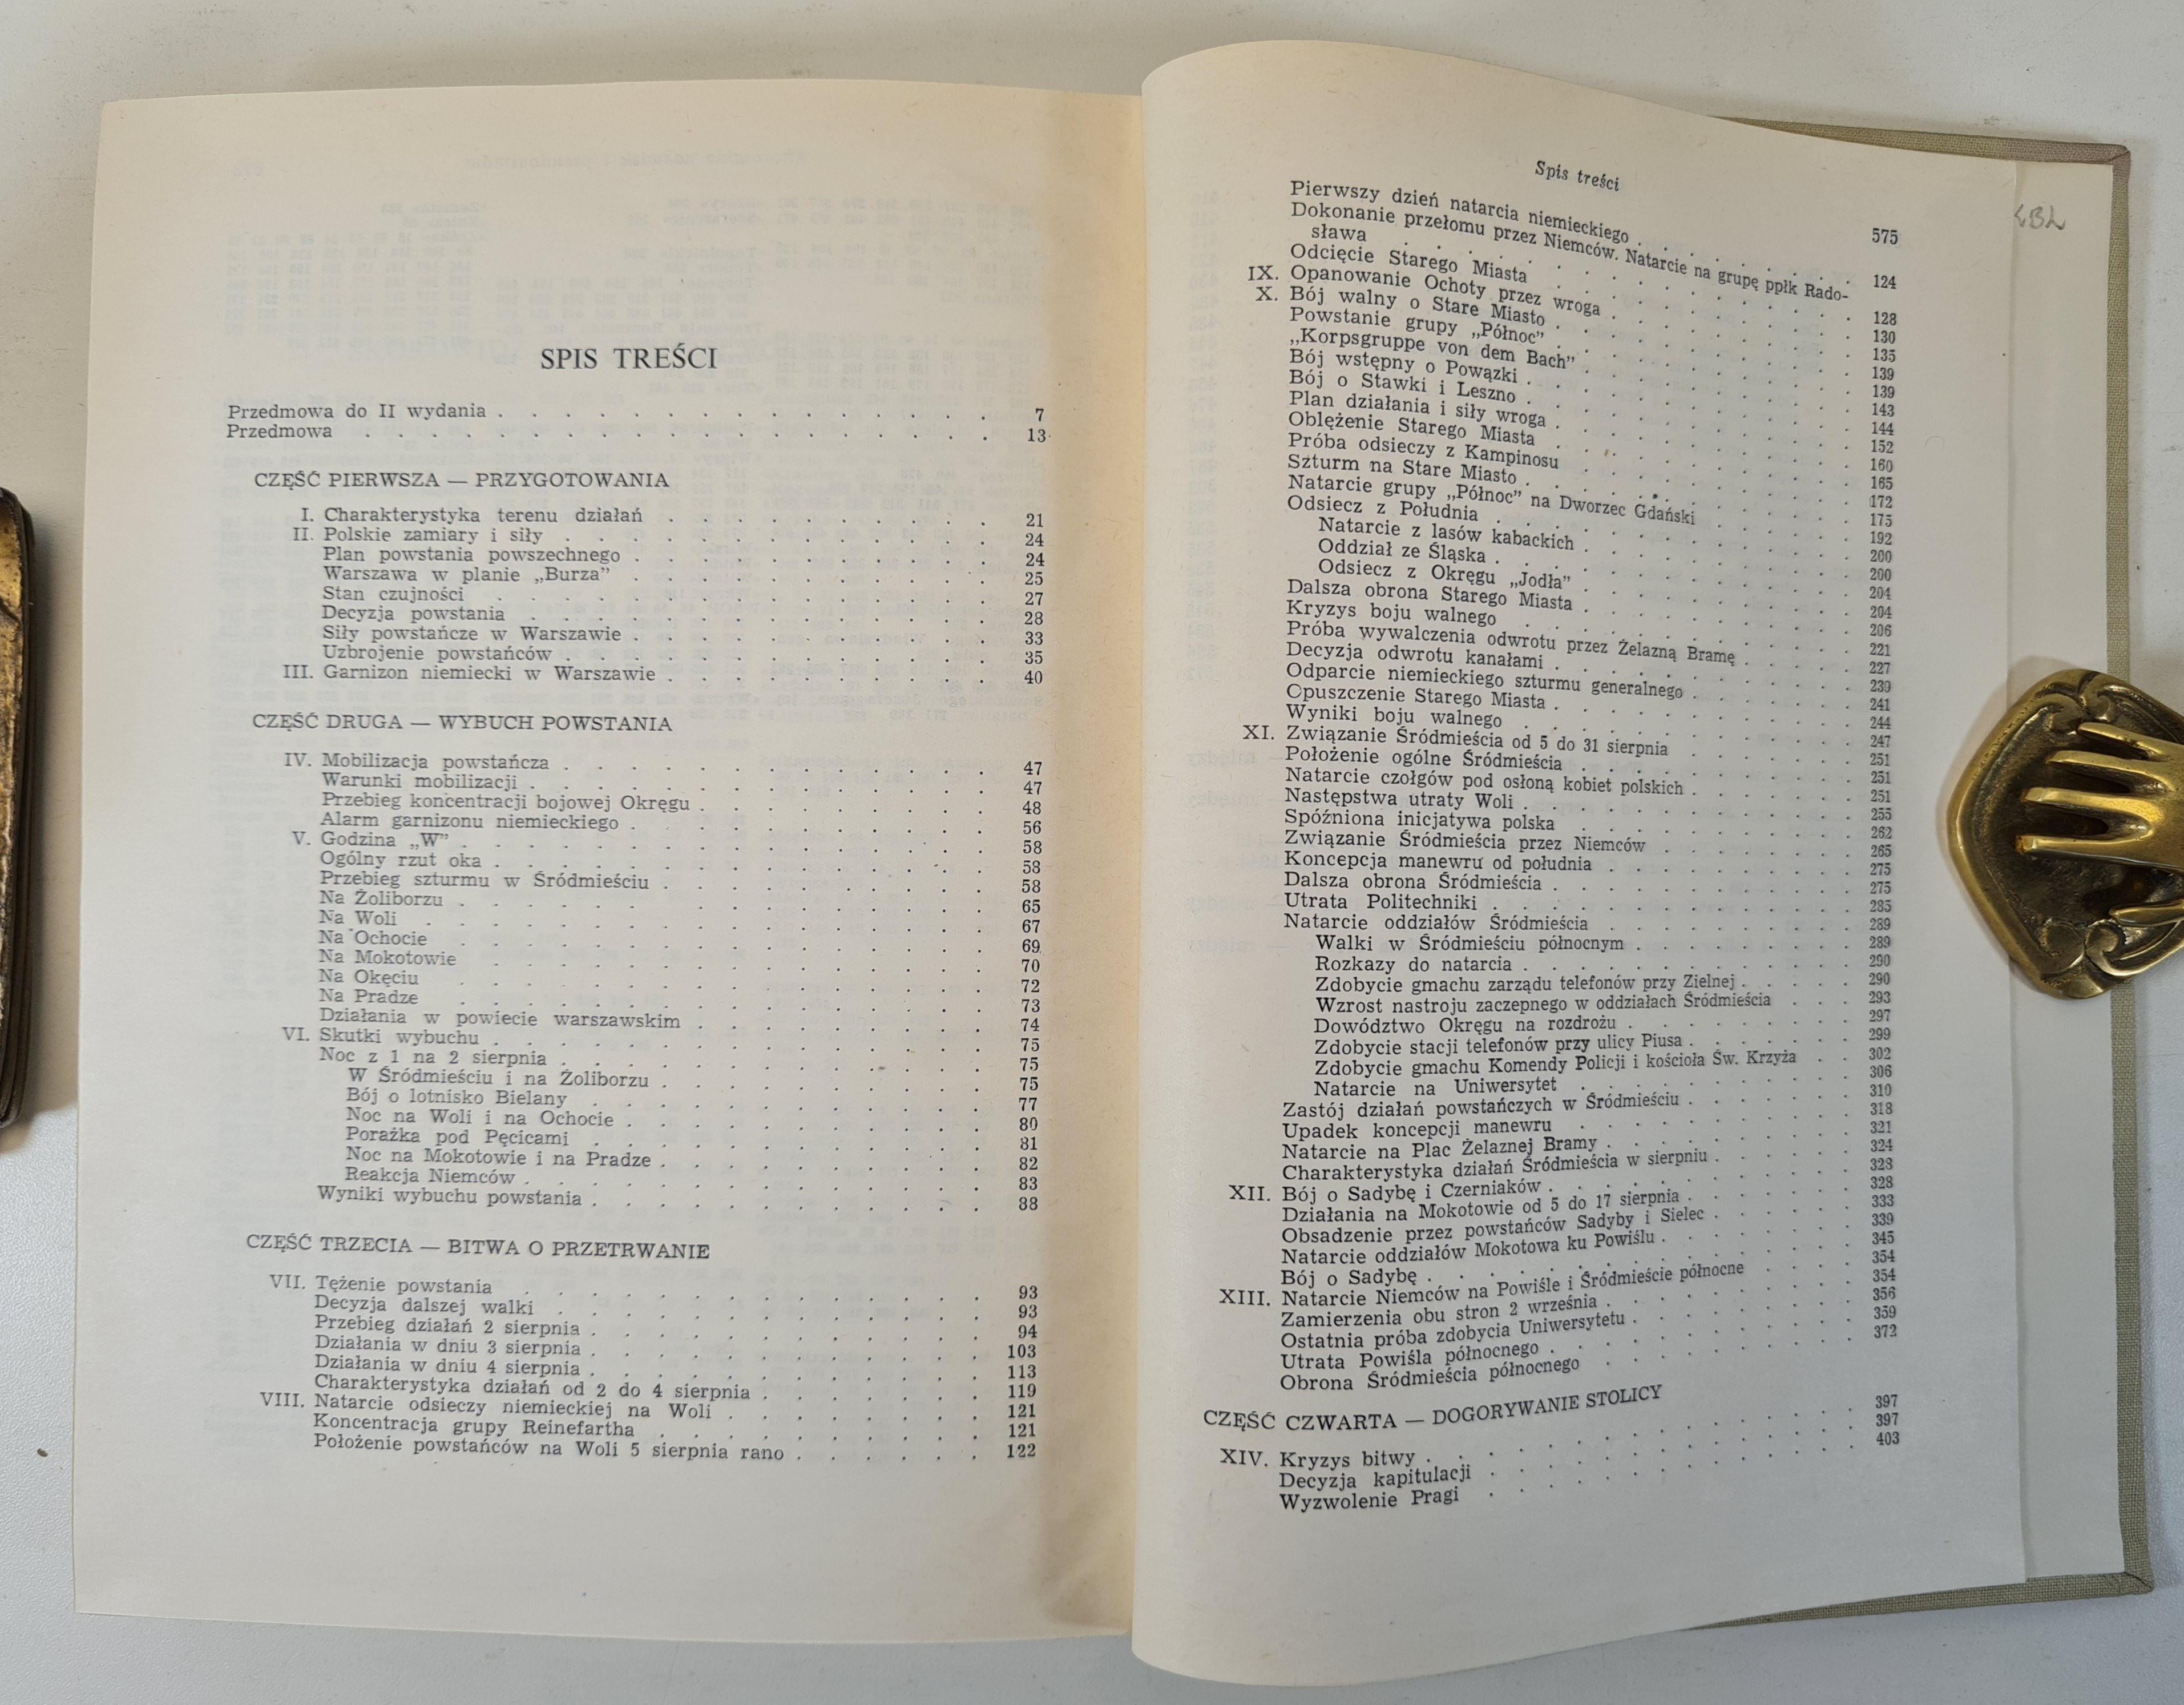 SPIS TREŚCI
Przedmowa do II wydania . . . . . 7
Przedmowa . . . . . 13
CZĘŚĆ PIERWSZA — PRZYGOTOWANIA
I. Charakterystyka terenu działań . . . . . 21
II. Polskie zamiary i siły . . . . . 24
Plan powstania powszechnego . . . . . 24
Warszawa w planie „Burza” . . . . . 25
Stan czujności . . . . . 27
Decyzja powstania . . . . . 28
Siły powstańcze w Warszawie . . . . . 33
Uzbrojenie powstańców . . . . . 35
III. Garnizon niemiecki w Warszawie . . . . . 40
CZĘŚĆ DRUGA — WYBUCH POWSTANIA
IV. Mobilizacja powstańcza . . . . . 47
Warunki mobilizacji . . . . . 47
Przebieg koncentracji bojowej Okręgu . . . . . 48
Alarm garnizonu niemieckiego . . . . . 56
V. Godzina „W” . . . . . 58
Ogólny rzut oka . . . . . 58
Przebieg szturmu w Śródmieściu . . . . . 58
Na Żoliborzu . . . . . 65
Na Woli . . . . . 67
Na Ochocie . . . . . 69
Na Mokotowie . . . . . 70
Na Okęciu . . . . . 72
Na Pradze . . . . . 73
Działania w powiecie warszawskim . . . . . 74
VI. Skutki wybuchu . . . . . 75
Noc z 1 na 2 sierpnia . . . . . 75
W Śródmieściu i na Żoliborzu . . . . . 75
Bój o lotnisko Bielany . . . . . 77
Noc na Woli i na Ochocie . . . . . 80
Porażka pod Pęcicami . . . . . 81
Noc na Mokotowie i na Pradze . . . . . 82
Reakcja Niemców . . . . . 83
Wyniki wybuchu powstania . . . . . 88
CZĘŚĆ TRZECIA — BITWA O PRZETRWANIE
VII. Tężenie powstania . . . . . 93
Decyzja dalszej walki . . . . . 93
Przebieg działań 2 sierpnia . . . . . 94
Działania w dniu 3 sierpnia . . . . . 103
Działania w dniu 4 sierpnia . . . . . 113
Charakterystyka działań od 2 do 4 sierpnia . . . . . 119
VIII. Natarcie odsieczy niemieckiej na Woli . . . . . 121
Koncentracja grupy Reinefartha . . . . . 121
Położenie powstańców na Woli 5 sierpnia rano . . . . . 122
Spis treści 575
Pierwszy dzień natarcia niemieckiego . . . . . 124
Dokonanie przełomu przez Niemców. Natarcie na grupę ppłk Rado-
sława . . . . . 128
Odcięcie Starego Miasta . . . . . 130
IX. Opanowanie Ochoty przez wroga . . . . . 135
X. Bój walny o Stare Miasto . . . . . 139
Powstanie grupy „Północ” . . . . . 139
„Korpsgruppe von dem Bach” . . . . . 143
Bój wstępny o Powązki . . . . . 144
Bój o Stawki i Leszno . . . . . 152
Plan działania i siły wroga . . . . . 160
Oblężenie Starego Miasta . . . . . 165
Próba odsieczy z Kampinosu . . . . . 172
Szturm na Stare Miasto . . . . . 175
Natarcie grupy „Północ” na Dworzec Gdański . . . . . 192
Odsiecz z Południa . . . . . 200
Natarcie z lasów kabackich . . . . . 200
Oddział ze Śląska . . . . . 204
Odsiecz z Okręgu „Jodła” . . . . . 204
Dalsza obrona Starego Miasta . . . . . 206
Kryzys boju walnego . . . . . 221
Próba wywalczenia odwrotu przez Żelazną Bramę . . . . . 227
Decyzja odwrotu kanałami . . . . . 239
Odparcie niemieckiego szturmu generalnego . . . . . 241
Opuszczenie Starego Miasta . . . . . 244
Wyniki boju walnego . . . . . 247
XI. Związanie Śródmieścia od 5 do 31 sierpnia . . . . . 251
Położenie ogólne Śródmieścia . . . . . 251
Natarcie czołgów pod osłoną kobiet polskich . . . . . 251
Następstwa utraty Woli . . . . . 255
Spóźniona inicjatywa polska . . . . . 262
Związanie Śródmieścia przez Niemców . . . . . 265
Koncepcja manewru od południa . . . . . 275
Dalsza obrona Śródmieścia . . . . . 275
Utrata Politechniki . . . . . 285
Natarcie oddziałów Śródmieścia . . . . . 289
Walki w Śródmieściu północnym . . . . . 289
Rozkazy do natarcia . . . . . 290
Zdobycie gmachu zarządu telefonów przy Zielnej . . . . . 290
Wzrost nastroju zaczepnego w oddziałach Śródmieścia . . . 293
Dowództwo Okręgu na rozdrożu . . . . . 297
Zdobycie stacji telefonów przy ulicy Piusa . . . . . 299
Zdobycie gmachu Komendy Policji i kościoła Św. Krzyża . . 302
Natarcie na Uniwersytet . . . . . 306
Zastój działań powstańczych w Śródmieściu . . . . . 310
Upadek koncepcji manewru . . . . . 318
Natarcie na Plac Żelaznej Bramy . . . . . 321
Charakterystyka działań Śródmieścia w sierpniu . . . . . 324
XII. Bój o Sadybę i Czerniaków . . . . . 328
Działania na Mokotowie od 5 do 17 sierpnia . . . . . 328
Obsadzenie przez powstańców Sadyby i Sielec . . . . . 333
Natarcie oddziałów Mokotowa ku Powiślu . . . . . 339
Bój o Sadybę . . . . . 345
XIII. Natarcie Niemców na Powiśle i Śródmieście północne . . . . 354
Zamierzenia obu stron 2 września . . . . . 354
Ostatnia próba zdobycia Uniwersytetu . . . . . 356
Utrata Powiśla północnego . . . . . 359
Obrona Śródmieścia północnego . . . . . 372
CZĘŚĆ CZWARTA — DOGORYWANIE STOLICY
XIV. Kryzys bitwy . . . . . 397
Decyzja kapitulacji . . . . . 397
Wyzwolenie Pragi . . . . . 403